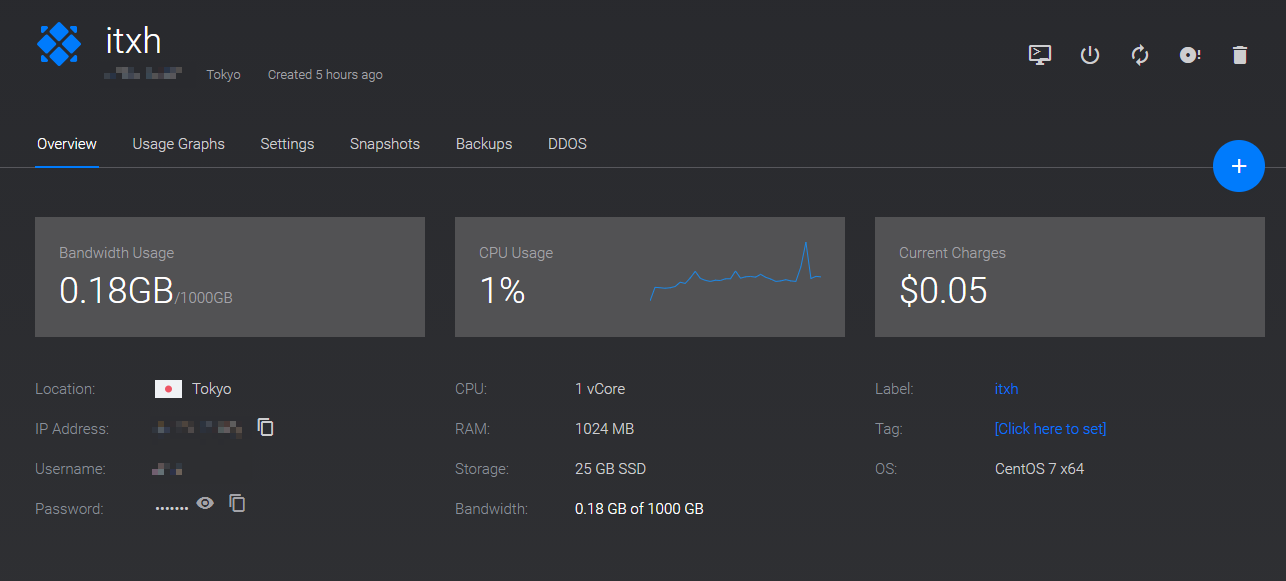 itxh
Tokyo Created 5 hours ago
Overview Usage Graphs Settings Snapshots Backups DDOS
+
Bandwidth Usage CPU Usage Current Charges
0.18GB/1000GB 1% $0.05
Location: Tokyo CPU: 1 vCore Label: itxh
IP Address: RAM: 1024 MB Tag: [Click here to set]
Username: Storage: 25 GB SSD OS: CentOS 7 x64
Password: ······· Bandwidth: 0.18 GB of 1000 GB